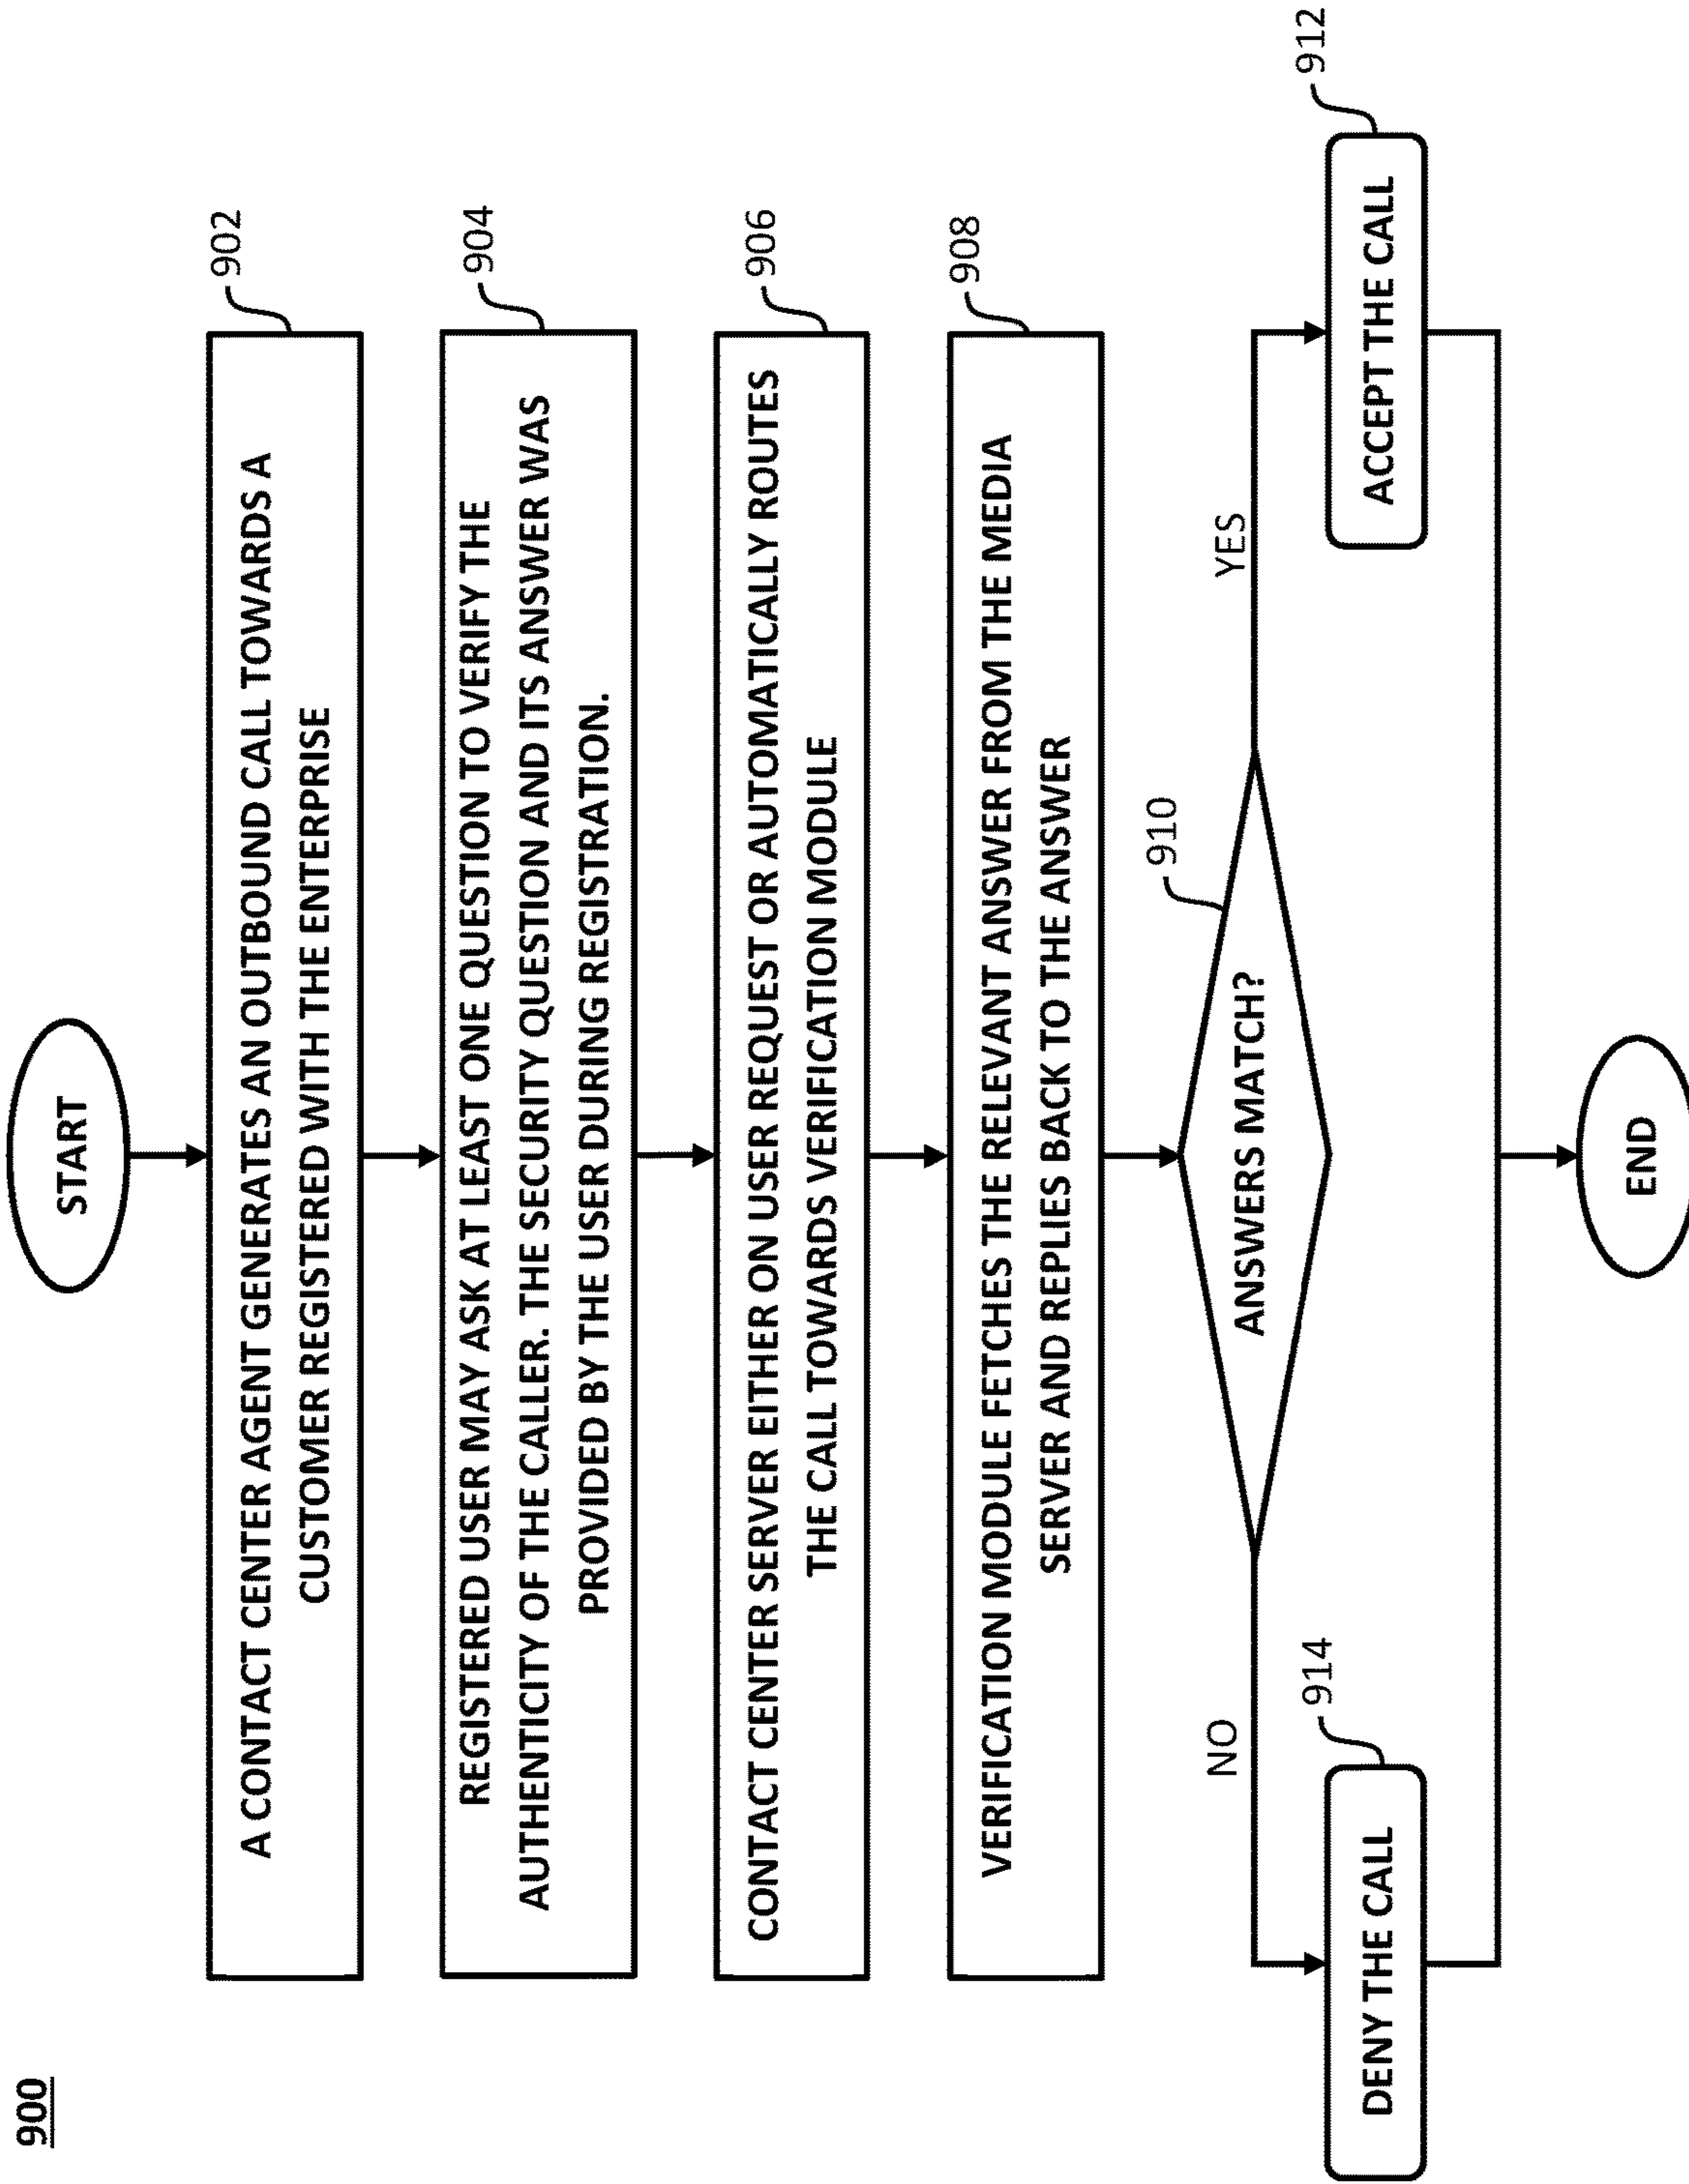 900
START
902
A CONTACT CENTER AGENT GENERATES AN OUTBOUND CALL TOWARDS A
CUSTOMER REGISTERED WITH THE ENTERPRISE
904
REGISTERED USER MAY ASK AT LEAST ONE QUESTION TO VERIFY THE
AUTHENTICITY OF THE CALLER. THE SECURITY QUESTION AND ITS ANSWER WAS
PROVIDED BY THE USER DURING REGISTRATION.
906
CONTACT CENTER SERVER EITHER ON USER REQUEST OR AUTOMATICALLY ROUTES
THE CALL TOWARDS VERIFICATION MODULE
908
VERIFICATION MODULE FETCHES THE RELEVANT ANSWER FROM THE MEDIA
SERVER AND REPLIES BACK TO THE ANSWER
910
ANSWERS MATCH?
NO
YES
914
DENY THE CALL
912
ACCEPT THE CALL
END